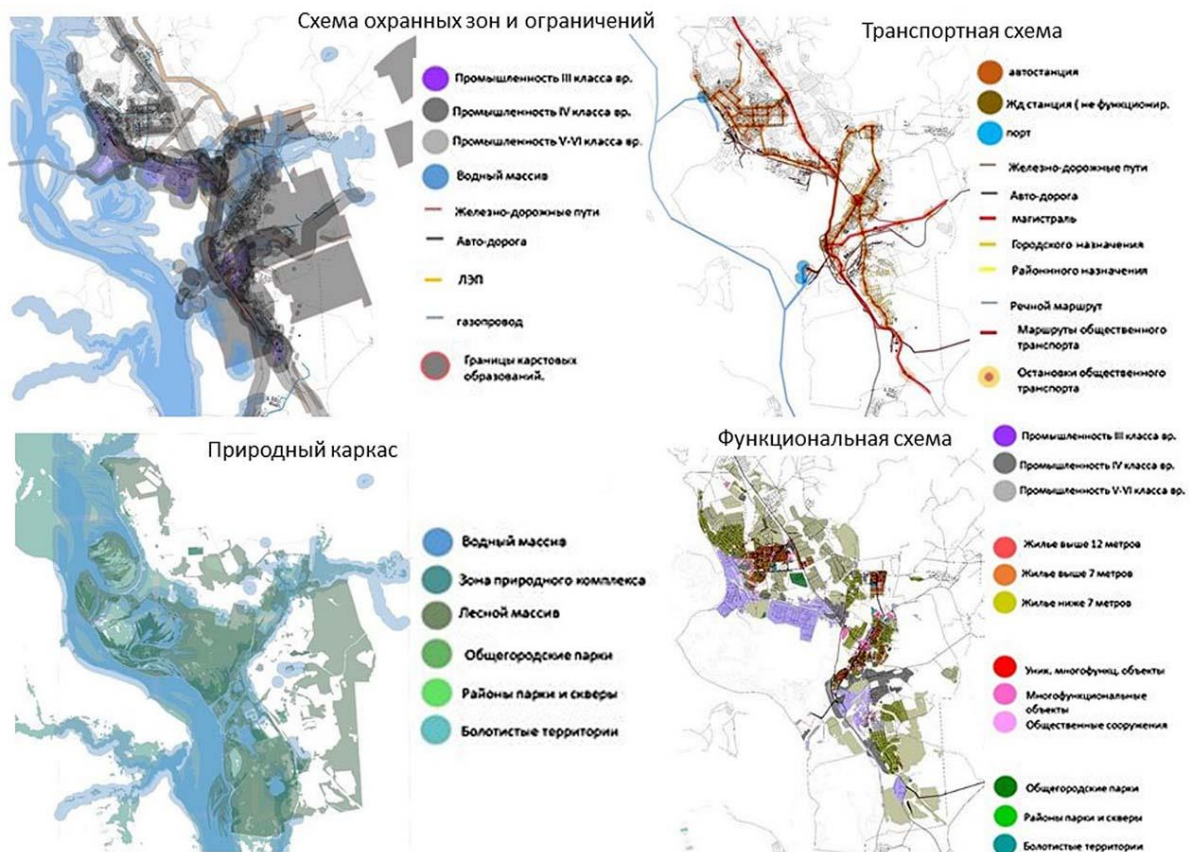 Схема охранных зон и ограничений
Промышленность III класса вр.
Промышленность IV класса вр.
Промышленность V-VI класса вр.
Водный массив
Железно-дорожные пути
Авто-дорога
ЛЭП
газопровод
Границы карстовых
образований.
Транспортная схема
автостанция
Жд станция ( не функционир.
порт
Железно-дорожные пути
Авто-дорога
магистраль
Городского назначения
Районнного назначения
Речной маршрут
Маршруты общественного
транспорта
Остановки общественного
транспорта
Природный каркас
Водный массив
Зона природного комплекса
Лесной массив
Общегородские парки
Районы парки и скверы
Болотистые территории
Функциональная схема
Промышленность III класса вр.
Промышленность IV класса вр.
Промышленность V-VI класса вр.
Жилье выше 12 метров
Жилье выше 7 метров
Жилье ниже 7 метров
Уник. многофункц. объекты
Многофункциональные
объекты
Общественные сооружения
Общегородские парки
Районы парки и скверы
Болотистые территории